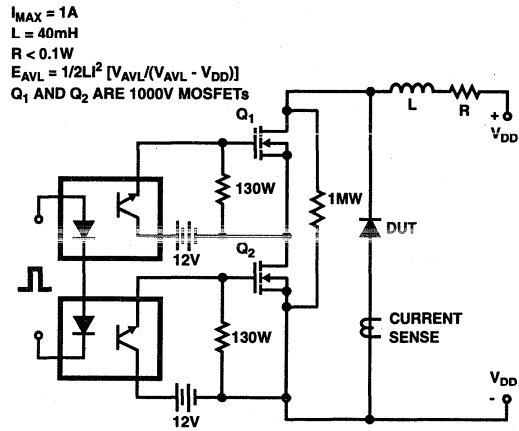 IMAX = 1A
L = 40mH
R < 0.1W
EAVL = 1/2LI² [VAVL/(VAVL - VDD)]
Q1 AND Q2 ARE 1000V MOSFETs
Q1
L
R
+
VDD
130W
1MW
DUT
12V
Q2
130W
CURRENT
SENSE
VDD
-
12V